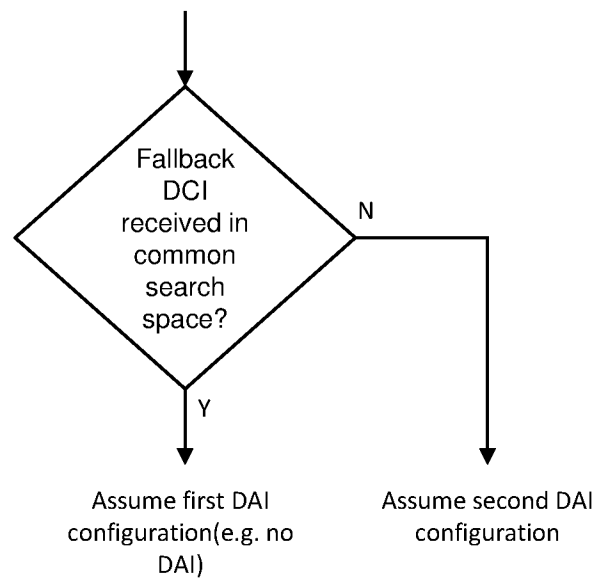 Fallback
DCI
received in
common
search
space?
N
Y
Assume first DAI
configuration(e.g. no
DAI)
Assume second DAI
configuration